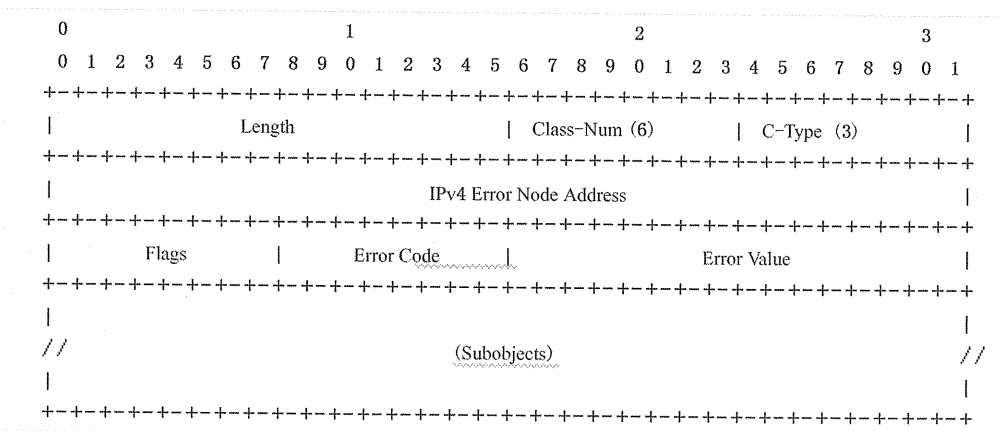 0 1 2 3
0 1 2 3 4 5 6 7 8 9 0 1 2 3 4 5 6 7 8 9 0 1 2 3 4 5 6 7 8 9 0 1
+-+-+-+-+-+-+-+-+-+-+-+-+-+-+-+-+-+-+-+-+-+-+-+-+-+-+-+-+-+-+-+-+
| Length | Class-Num (6) | C-Type (3) |
+-+-+-+-+-+-+-+-+-+-+-+-+-+-+-+-+-+-+-+-+-+-+-+-+-+-+-+-+-+-+-+-+
| IPv4 Error Node Address |
+-+-+-+-+-+-+-+-+-+-+-+-+-+-+-+-+-+-+-+-+-+-+-+-+-+-+-+-+-+-+-+-+
| Flags | Error Code | Error Value |
+-+-+-+-+-+-+-+-+-+-+-+-+-+-+-+-+-+-+-+-+-+-+-+-+-+-+-+-+-+-+-+-+
| |
// (Subobjects) //
| |
+-+-+-+-+-+-+-+-+-+-+-+-+-+-+-+-+-+-+-+-+-+-+-+-+-+-+-+-+-+-+-+-+